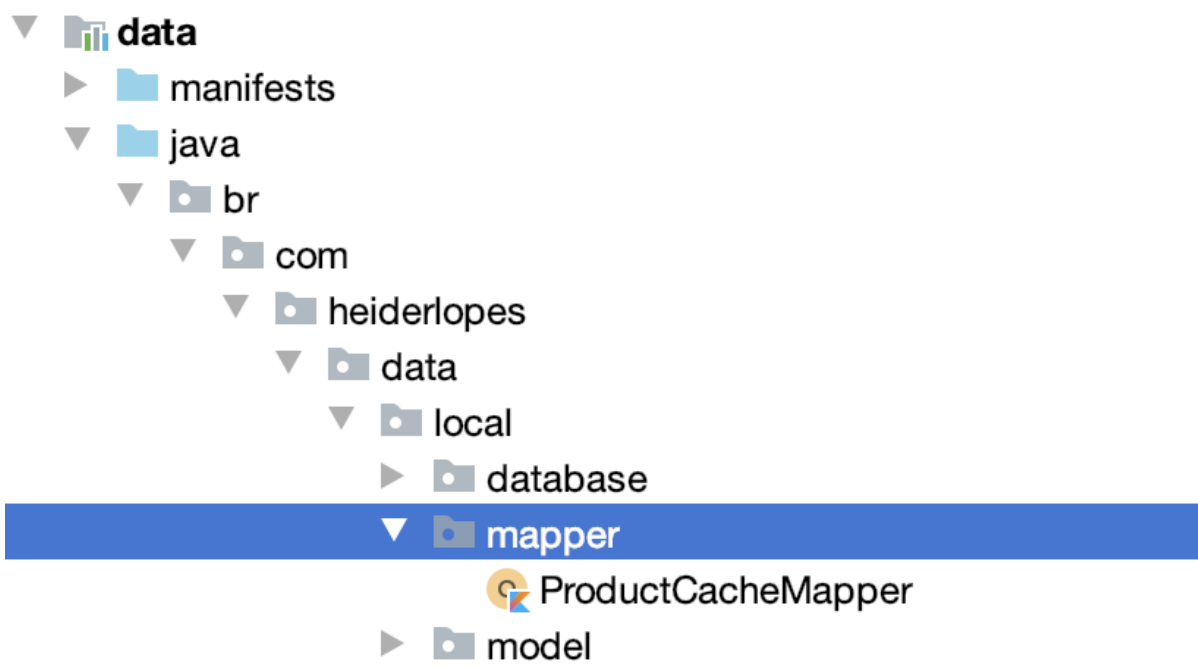 data
manifests
java
br
com
heiderlopes
data
local
database
mapper
ProductCacheMapper
model